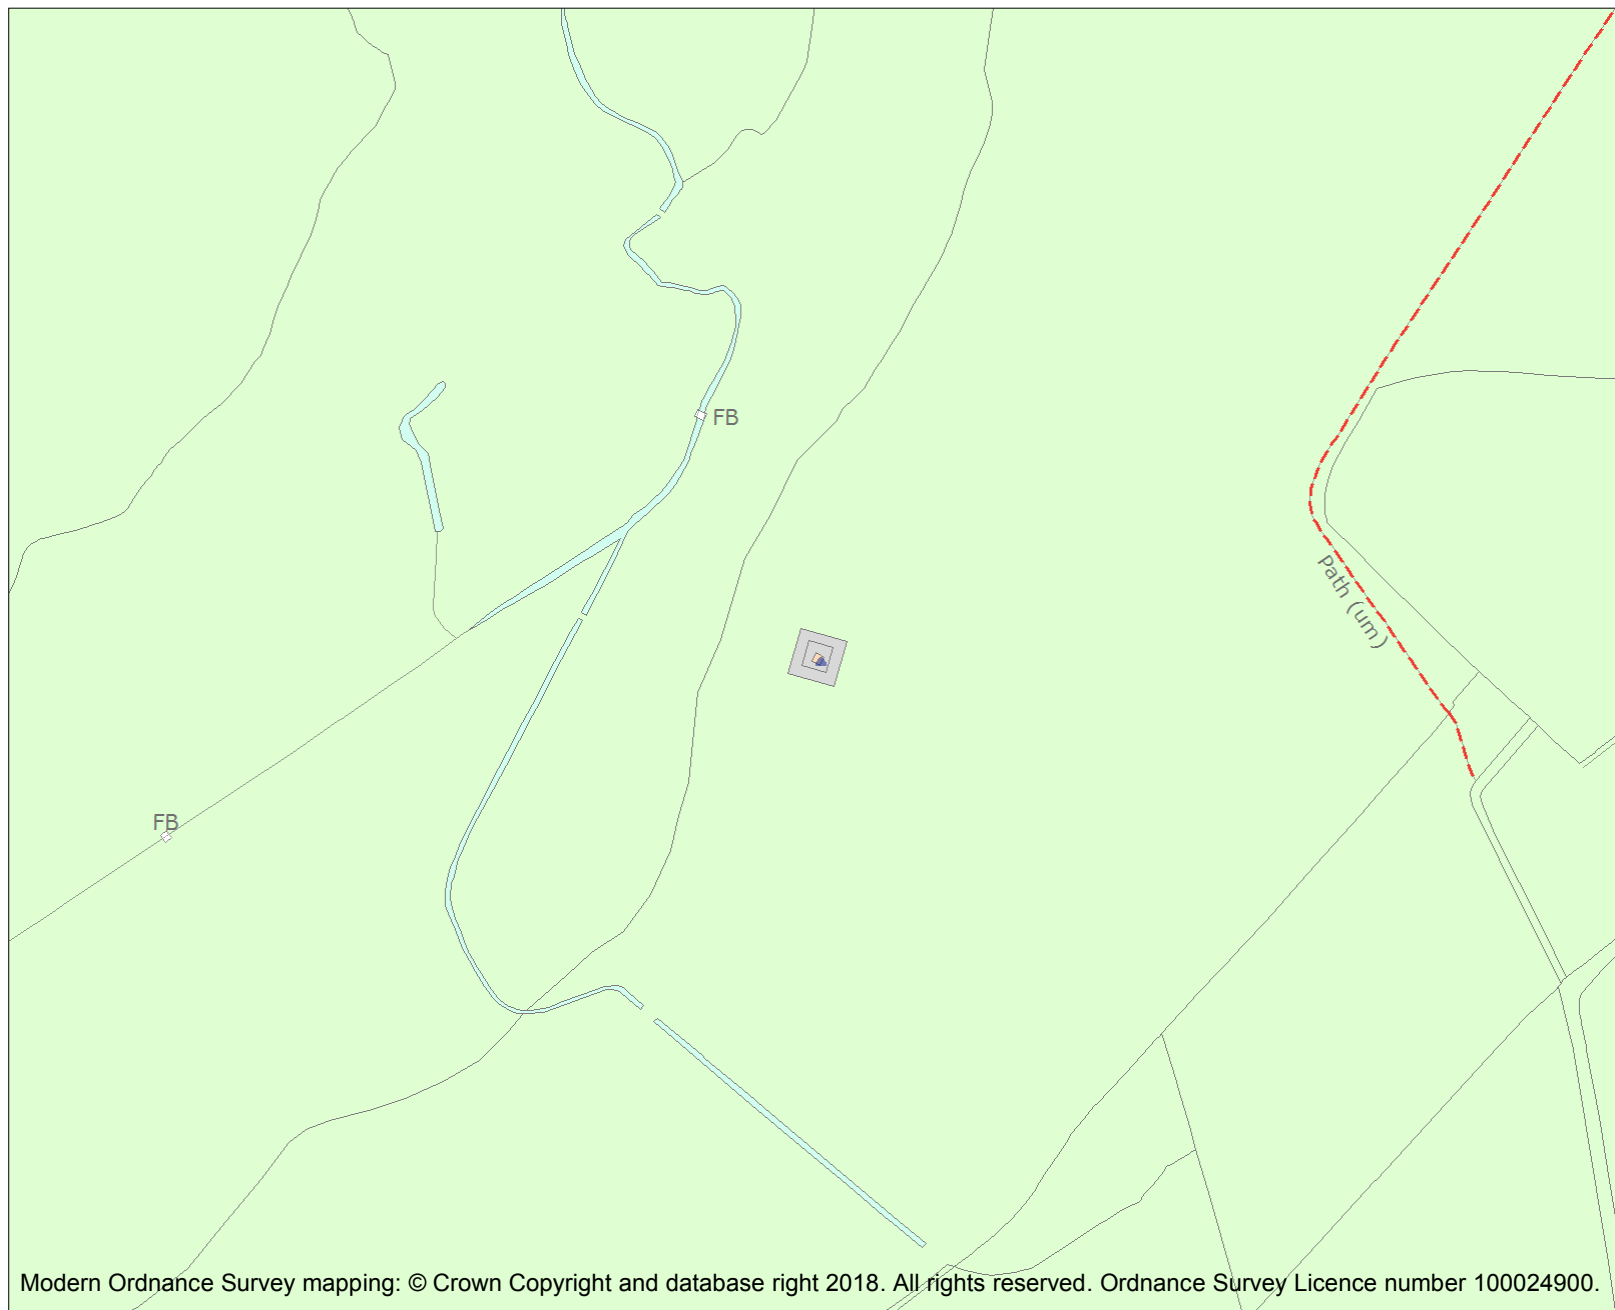 FB
Path (um)
FB
Modern Ordnance Survey mapping: © Crown Copyright and database right 2018. All rights reserved. Ordnance Survey Licence number 100024900.